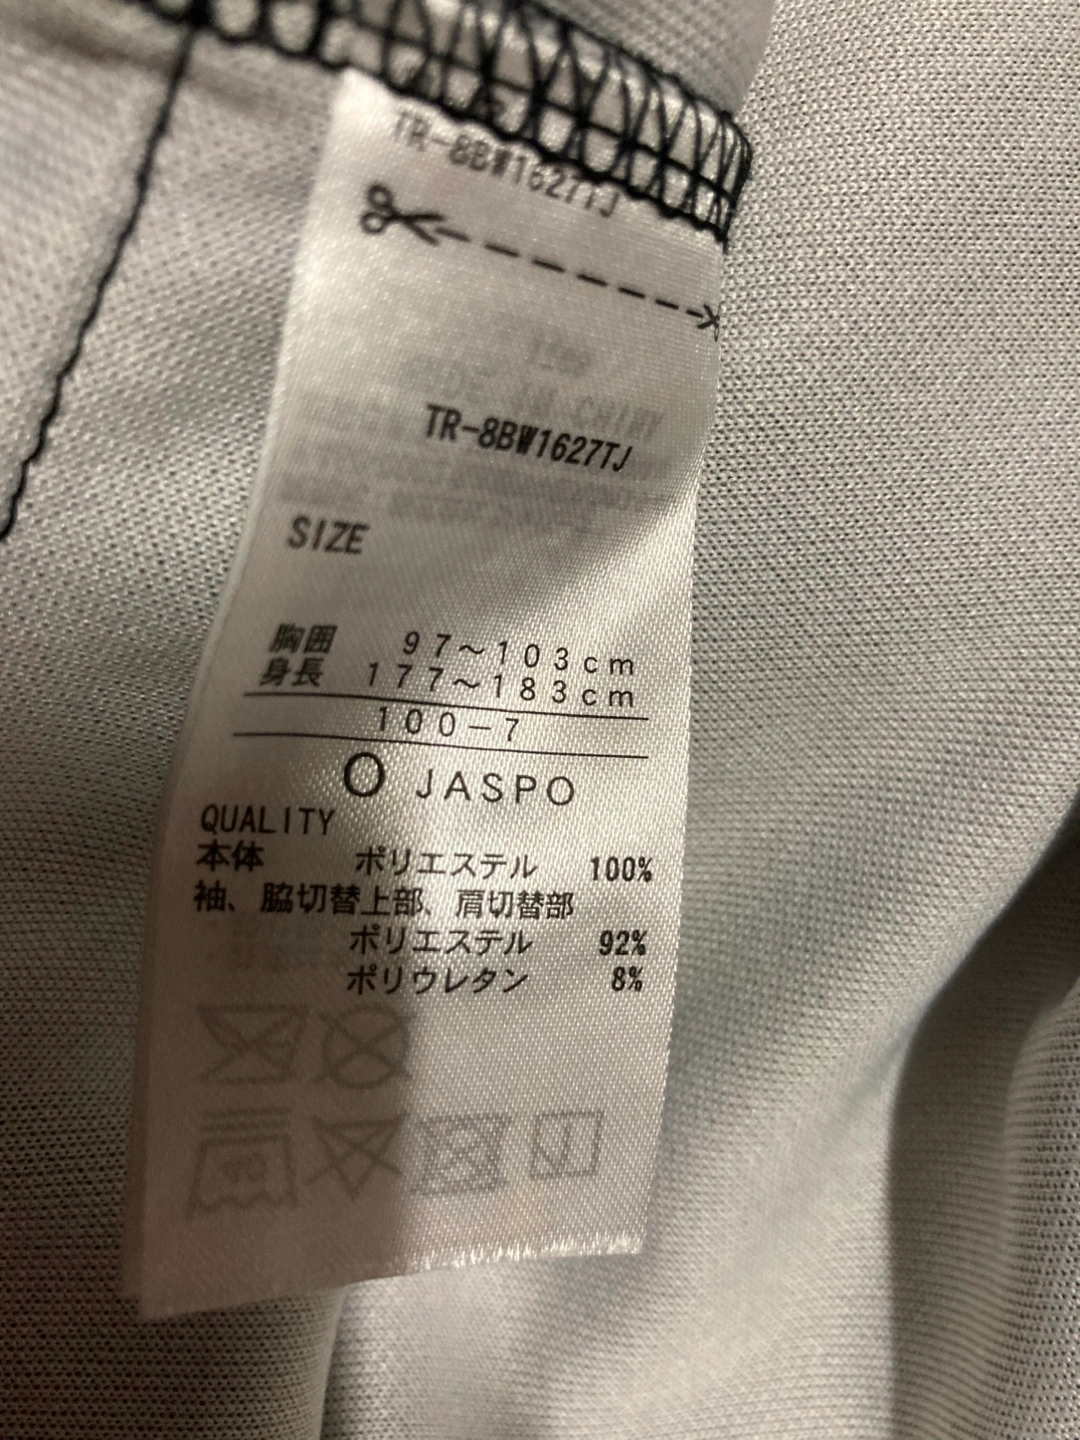 TR-8BW1627TJ
TR-8BW1627TJ
SIZE
胸囲 97～103cm
身長 177～183cm
100-7
O JASPO
QUALITY
本体 ポリエステル 100%
袖、脇切替上部、肩切替部
ポリエステル 92%
ポリウレタン 8%